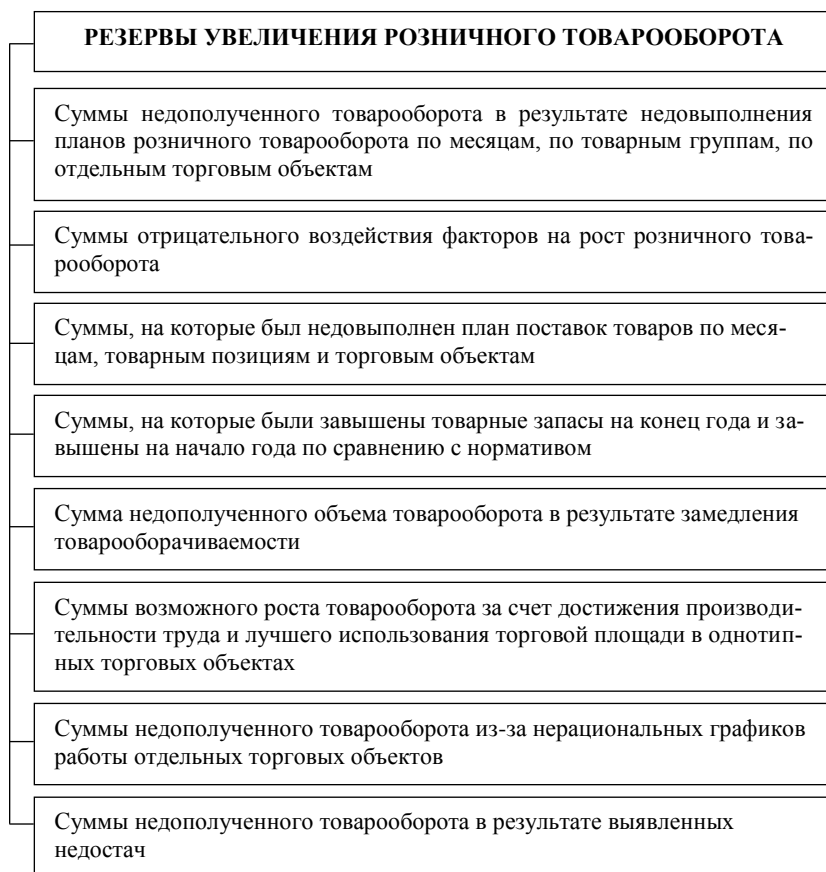 РЕЗЕРВЫ УВЕЛИЧЕНИЯ РОЗНИЧНОГО ТОВАРООБОРОТА
Суммы недополученного товарооборота в результате недовыполнения
планов розничного товарооборота по месяцам, по товарным группам, по
отдельным торговым объектам
Суммы отрицательного воздействия факторов на рост розничного това-
рооборота
Суммы, на которые был недовыполнен план поставок товаров по меся-
цам, товарным позициям и торговым объектам
Суммы, на которые были завышены товарные запасы на конец года и за-
вышены на начало года по сравнению с нормативом
Сумма недополученного объема товарооборота в результате замедления
товарооборачиваемости
Суммы возможного роста товарооборота за счет достижения производи-
тельности труда и лучшего использования торговой площади в однотип-
ных торговых объектах
Суммы недополученного товарооборота из-за нерациональных графиков
работы отдельных торговых объектов
Суммы недополученного товарооборота в результате выявленных
недостач